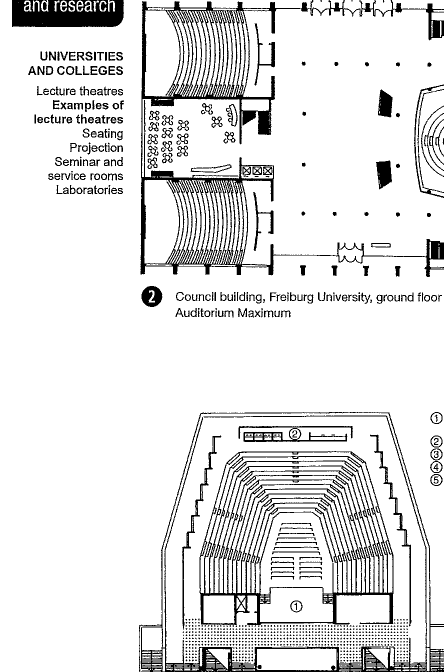 and research
UNIVERSITIES
AND COLLEGES
Lecture theatres
Examples of
lecture theatres
Seating
Projection
Seminar and
service rooms
Laboratories
2 Council building, Freiburg University, ground floor
Auditorium Maximum
1
2
3
4
5
2
1